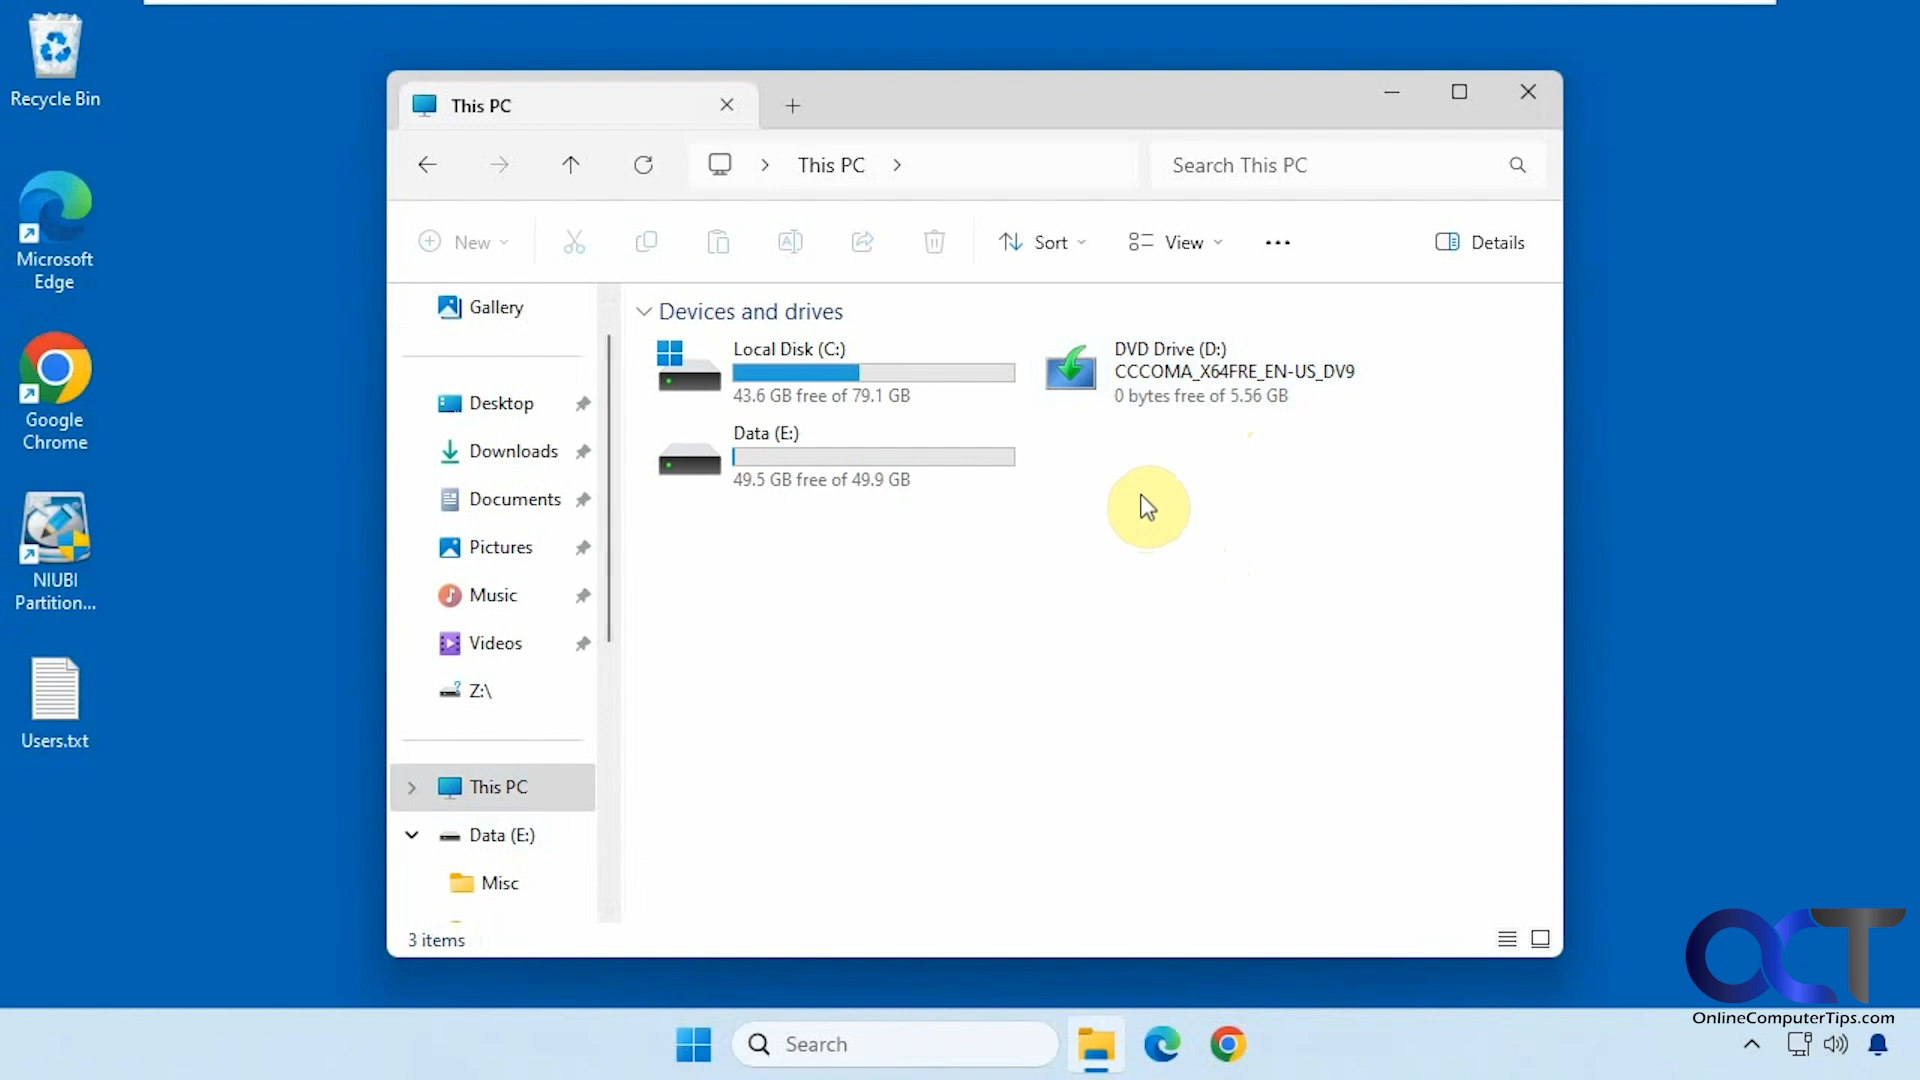 Recycle Bin
Microsoft
Edge
Google
Chrome
NIUBI
Partition...
Users.txt
This PC
This PC
Search This PC
New
Sort
View
Details
Gallery
Desktop
Downloads
Documents
Pictures
Music
Videos
Z:\
This PC
Data (E:)
Misc
Devices and drives
Local Disk (C:)
43.6 GB free of 79.1 GB
DVD Drive (D:)
CCCOMA_X64FRE_EN-US_DV9
0 bytes free of 5.56 GB
Data (E:)
49.5 GB free of 49.9 GB
3 items
OCT
OnlineComputerTips.com
Search